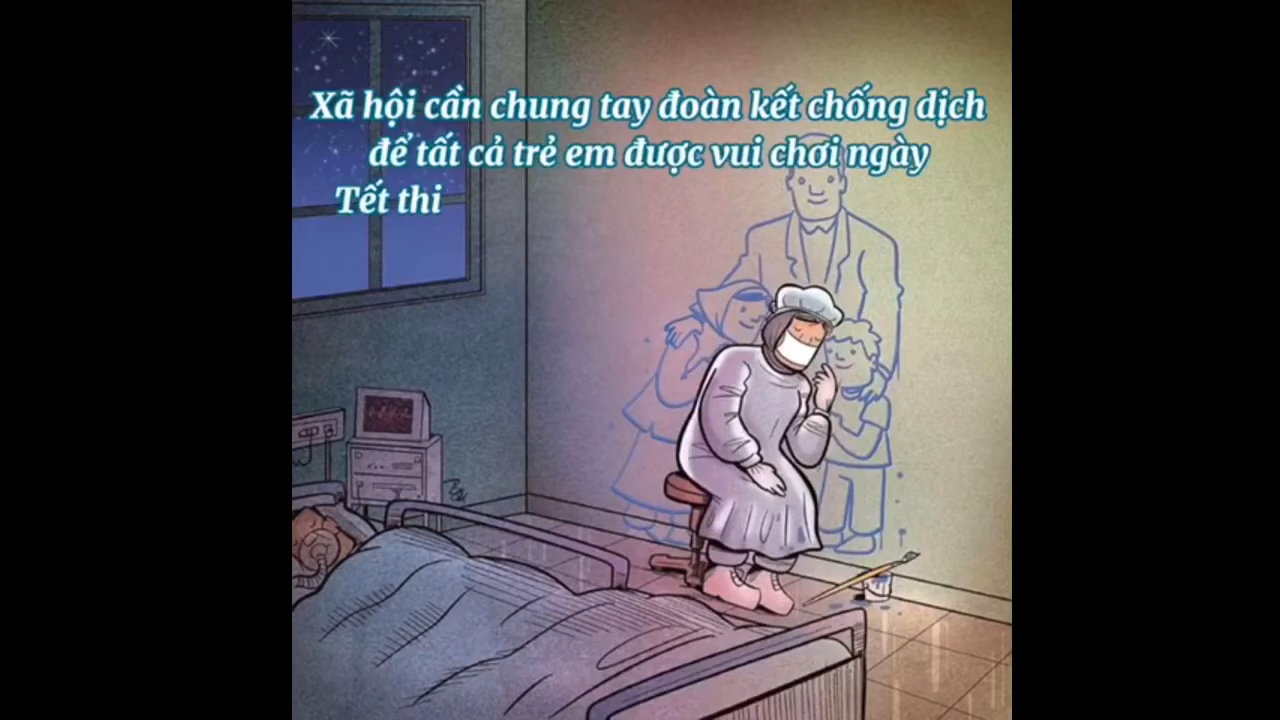 Xã hội cần chung tay đoàn kết chống dịch
để tất cả trẻ em được vui chơi ngày
Tết thi